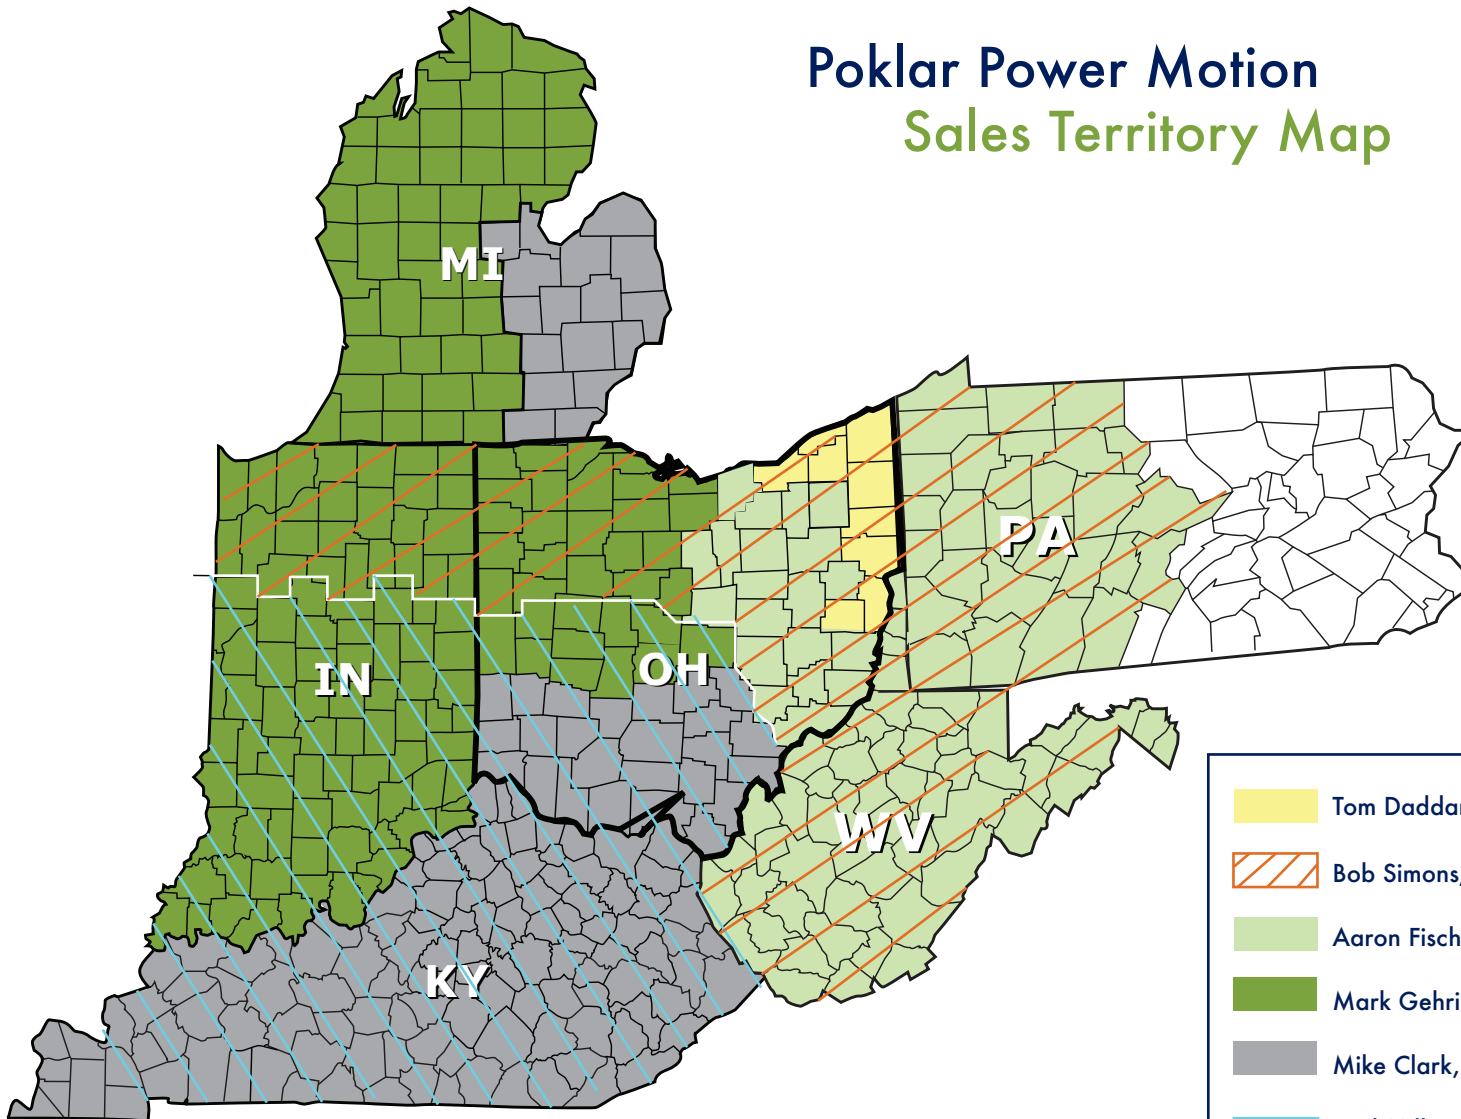 Poklar Power Motion
Sales Territory Map
MI
PA
IN
OH
WV
KY
Bob Simons,
Aaron Fisch
Mark Gehri
Mike Clark,
Tom Daddar